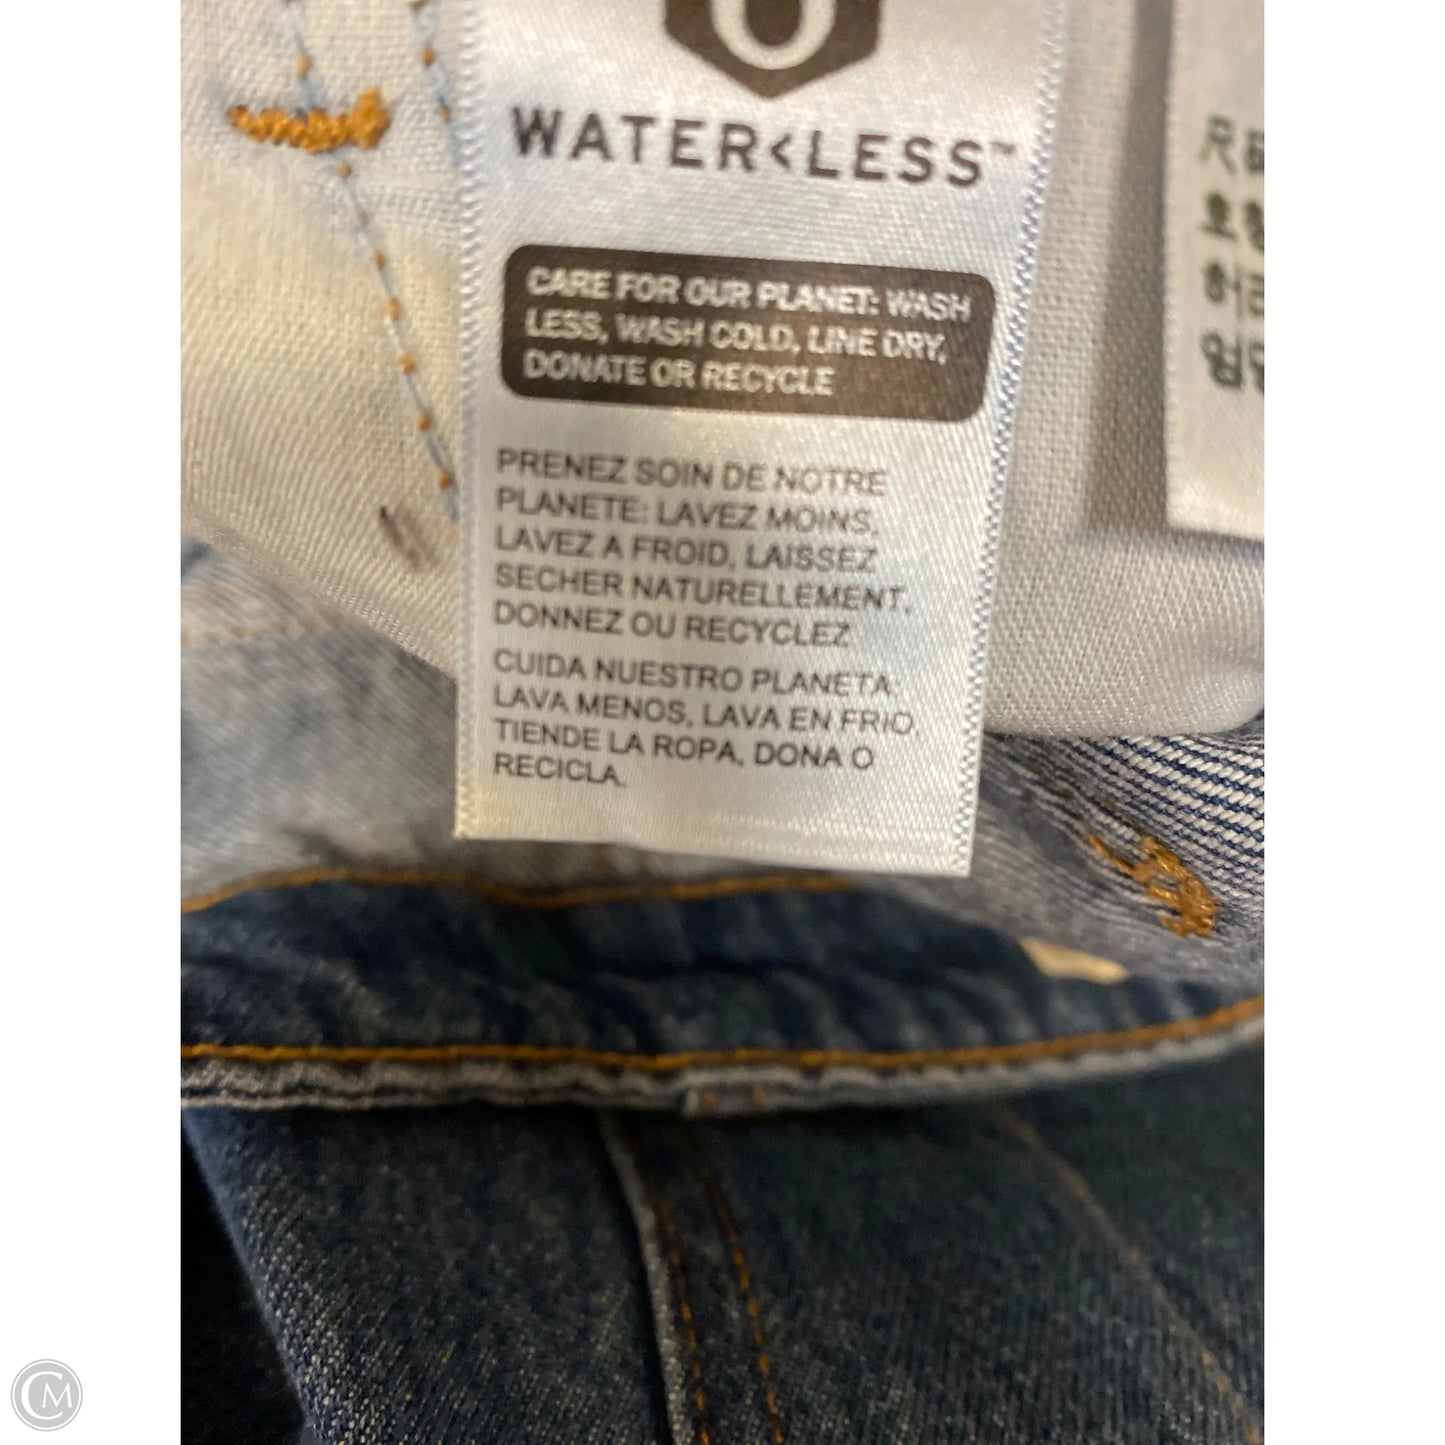 WATER<LESS™
CARE FOR OUR PLANET: WASH
LESS, WASH COLD, LINE DRY,
DONATE OR RECYCLE
PRENEZ SOIN DE NOTRE
PLANETE: LAVEZ MOINS,
LAVEZ A FROID, LAISSEZ
SECHER NATURELLEMENT,
DONNEZ OU RECYCLEZ
CUIDA NUESTRO PLANETA:
LAVA MENOS, LAVA EN FRIO,
TIENDE LA ROPA, DONA O
RECICLA.
CM